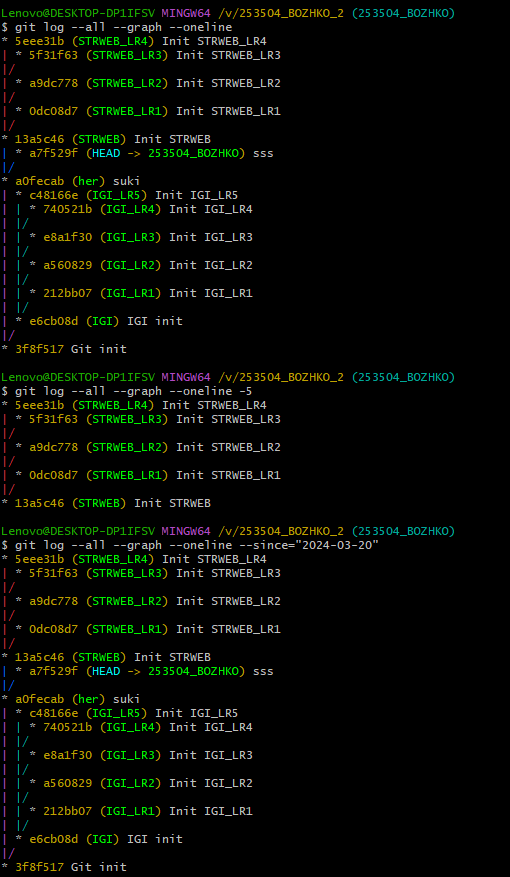 Lenovo@DESKTOP-DP1IFSV MINGW64 /v/253504_BOZHKO_2 (253504_BOZHKO)
$ git log --all --graph --oneline
* 5eee31b (STRWEB_LR4) Init STRWEB_LR4
| * 5f31f63 (STRWEB_LR3) Init STRWEB_LR3
|/
| * a9dc778 (STRWEB_LR2) Init STRWEB_LR2
|/
| * 0dc08d7 (STRWEB_LR1) Init STRWEB_LR1
|/
* 13a5c46 (STRWEB) Init STRWEB
| * a7f529f (HEAD -> 253504_BOZHKO) sss
|/
* a0fecab (her) suki
| * c48166e (IGI_LR5) Init IGI_LR5
| | * 740521b (IGI_LR4) Init IGI_LR4
| |/
| | * e8a1f30 (IGI_LR3) Init IGI_LR3
| |/
| | * a560829 (IGI_LR2) Init IGI_LR2
| |/
| | * 212bb07 (IGI_LR1) Init IGI_LR1
| |/
| * e6cb08d (IGI) IGI init
|/
* 3f8f517 Git init
Lenovo@DESKTOP-DP1IFSV MINGW64 /v/253504_BOZHKO_2 (253504_BOZHKO)
$ git log --all --graph --oneline -5
* 5eee31b (STRWEB_LR4) Init STRWEB_LR4
| * 5f31f63 (STRWEB_LR3) Init STRWEB_LR3
|/
| * a9dc778 (STRWEB_LR2) Init STRWEB_LR2
|/
| * 0dc08d7 (STRWEB_LR1) Init STRWEB_LR1
|/
* 13a5c46 (STRWEB) Init STRWEB
Lenovo@DESKTOP-DP1IFSV MINGW64 /v/253504_BOZHKO_2 (253504_BOZHKO)
$ git log --all --graph --oneline --since="2024-03-20"
* 5eee31b (STRWEB_LR4) Init STRWEB_LR4
| * 5f31f63 (STRWEB_LR3) Init STRWEB_LR3
|/
| * a9dc778 (STRWEB_LR2) Init STRWEB_LR2
|/
| * 0dc08d7 (STRWEB_LR1) Init STRWEB_LR1
|/
* 13a5c46 (STRWEB) Init STRWEB
| * a7f529f (HEAD -> 253504_BOZHKO) sss
|/
* a0fecab (her) suki
| * c48166e (IGI_LR5) Init IGI_LR5
| | * 740521b (IGI_LR4) Init IGI_LR4
| |/
| | * e8a1f30 (IGI_LR3) Init IGI_LR3
| |/
| | * a560829 (IGI_LR2) Init IGI_LR2
| |/
| | * 212bb07 (IGI_LR1) Init IGI_LR1
| |/
| * e6cb08d (IGI) IGI init
|/
* 3f8f517 Git init